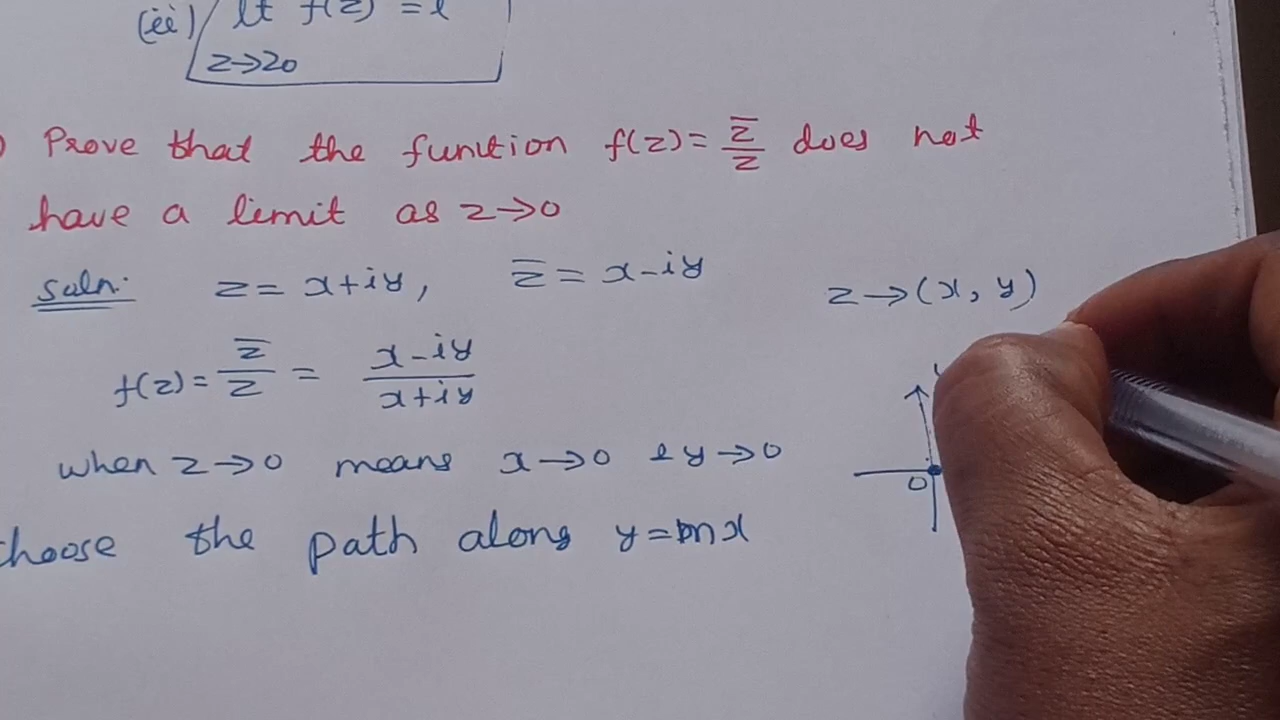 (ii) lt f(z) = l
z→z0
) Prove that the function f(z) = z̅/z does not
have a limit as z→0
Soln: z = x+iy, z̅ = x-iy
z→(x, y)
f(z) = z̅/z = x-iy/x+iy
when z→0 means x→0 & y→0
0
choose the path along y=mx